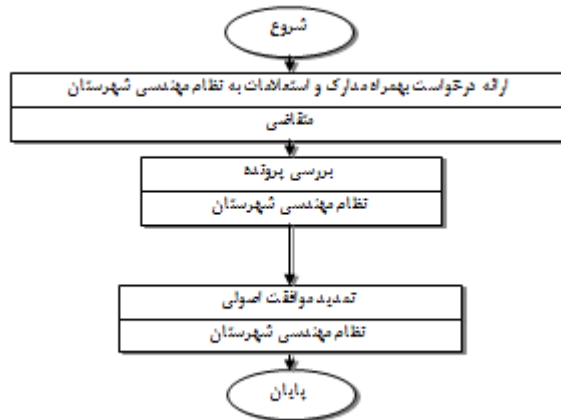 شروع
ارائه درخواست بهمراه مدارک و استعلامات به نظام مهندسی شهرستان
متقاضی
بررسی پرونده
نظام مهندسی شهرستان
تمدید موافقت اصولی
نظام مهندسی شهرستان
پایان